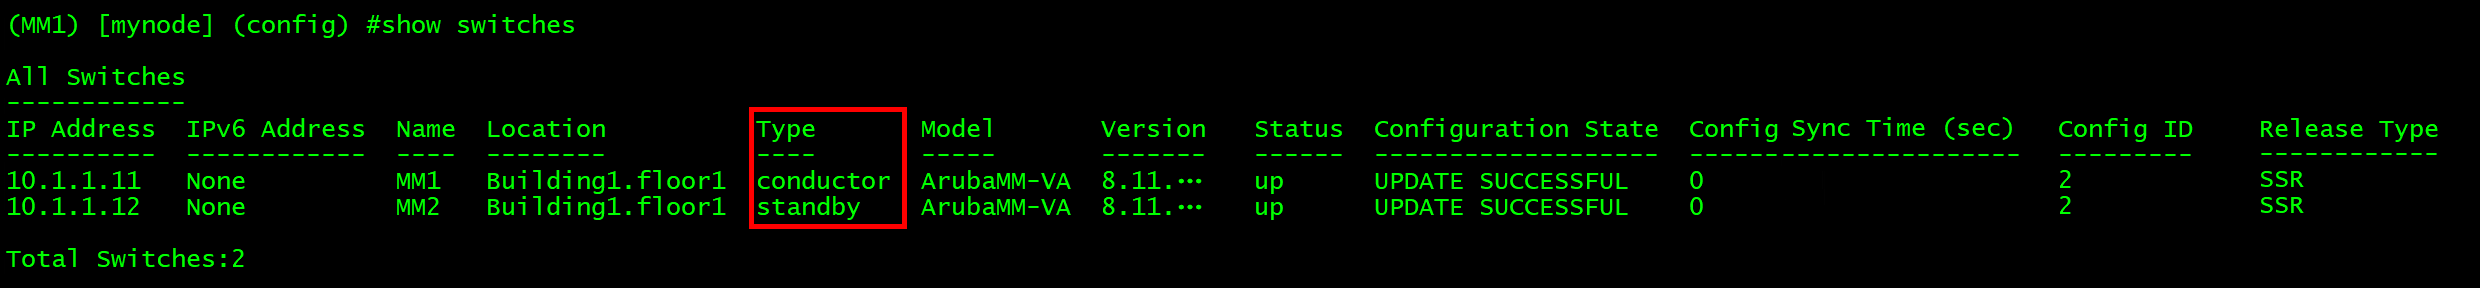 (MM1) [mynode] (config) #show switches
All Switches
------------
IP Address  IPv6 Address  Name  Location          Type       Model       Version   Status  Configuration State  Config Sync Time (sec)  Config ID  Release Type
----------  ------------  ----  --------          ----       -----       -------   ------  -------------------  ----------------------  ---------  ------------
10.1.1.11   None          MM1   Building1.floor1  conductor  ArubaMM-VA  8.11.···  up      UPDATE SUCCESSFUL    0                       2          SSR
10.1.1.12   None          MM2   Building1.floor1  standby    ArubaMM-VA  8.11.···  up      UPDATE SUCCESSFUL    0                       2          SSR
Total Switches:2